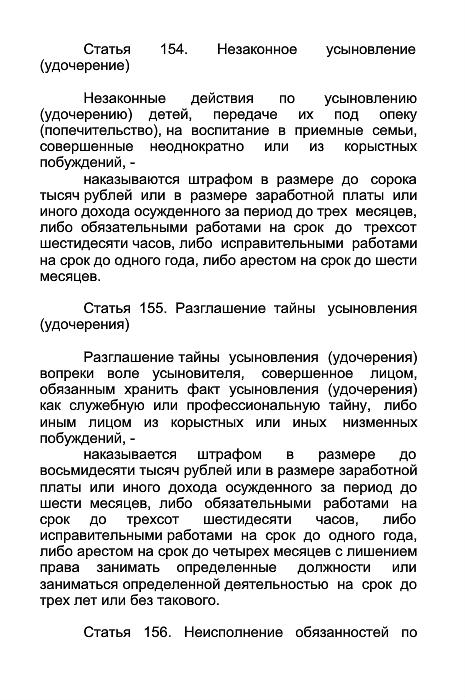 Статья 154. Незаконное усыновление
(удочерение)
Незаконные действия по усыновлению
(удочерению) детей, передаче их под опеку
(попечительство), на воспитание в приемные семьи,
совершенные неоднократно или из корыстных
побуждений, -
наказываются штрафом в размере до сорока
тысяч рублей или в размере заработной платы или
иного дохода осужденного за период до трех месяцев,
либо обязательными работами на срок до трехсот
шестидесяти часов, либо исправительными работами
на срок до одного года, либо арестом на срок до шести
месяцев.
Статья 155. Разглашение тайны усыновления
(удочерения)
Разглашение тайны усыновления (удочерения)
вопреки воле усыновителя, совершенное лицом,
обязанным хранить факт усыновления (удочерения)
как служебную или профессиональную тайну, либо
иным лицом из корыстных или иных низменных
побуждений, -
наказывается штрафом в размере до
восьмидесяти тысяч рублей или в размере заработной
платы или иного дохода осужденного за период до
шести месяцев, либо обязательными работами на
срок до трехсот шестидесяти часов, либо
исправительными работами на срок до одного года,
либо арестом на срок до четырех месяцев с лишением
права занимать определенные должности или
заниматься определенной деятельностью на срок до
трех лет или без такового.
Статья 156. Неисполнение обязанностей по